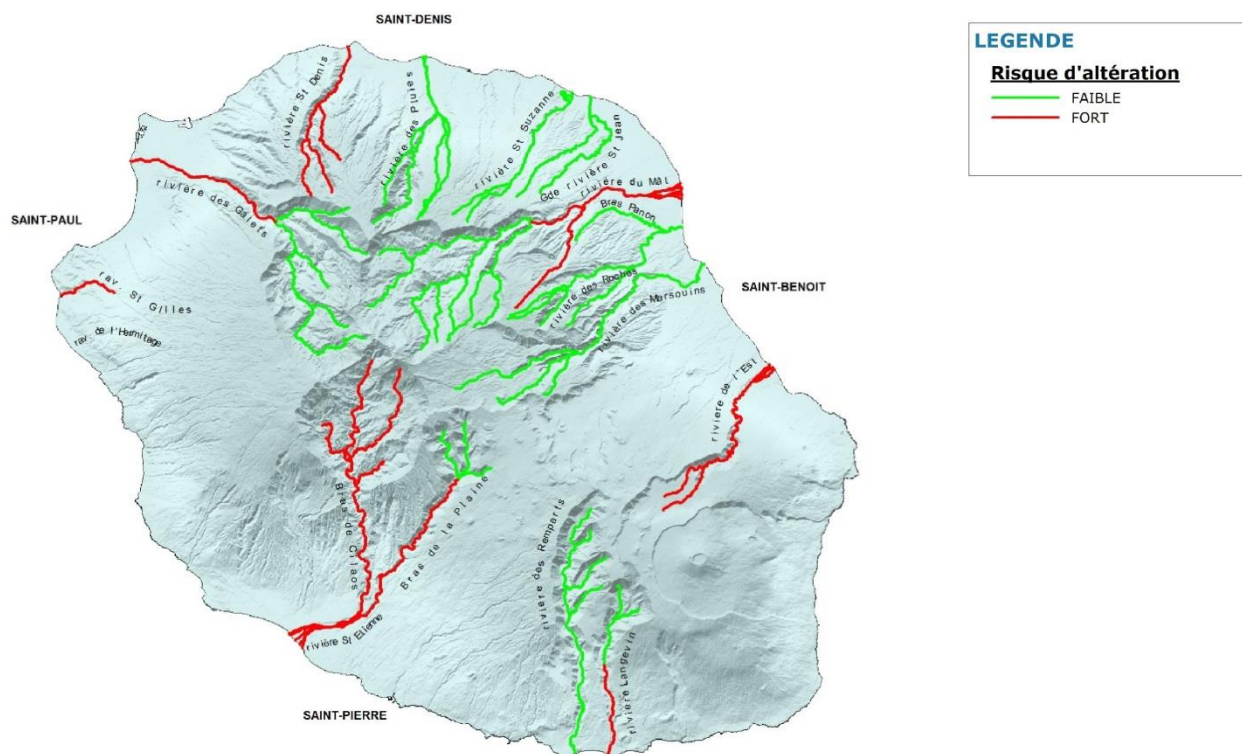 SAINT-DENIS
LEGENDE
Risque d'altération
FAIBLE
FORT
rivière St Denis
rivière des Pluies
rivière St Suzanne
Gde rivière St Jean
rivière du Mât
Bras Panon
rivière des Galets
SAINT-PAUL
rav. St Gilles
rav. de l'Hermitage
rivière des Roches
rivière des Marsouins
SAINT-BENOIT
rivière de l'Est
Bras de Cilaos
Bras de la Plaine
rivière des Remparts
rivière Langevin
rivière St Etienne
SAINT-PIERRE